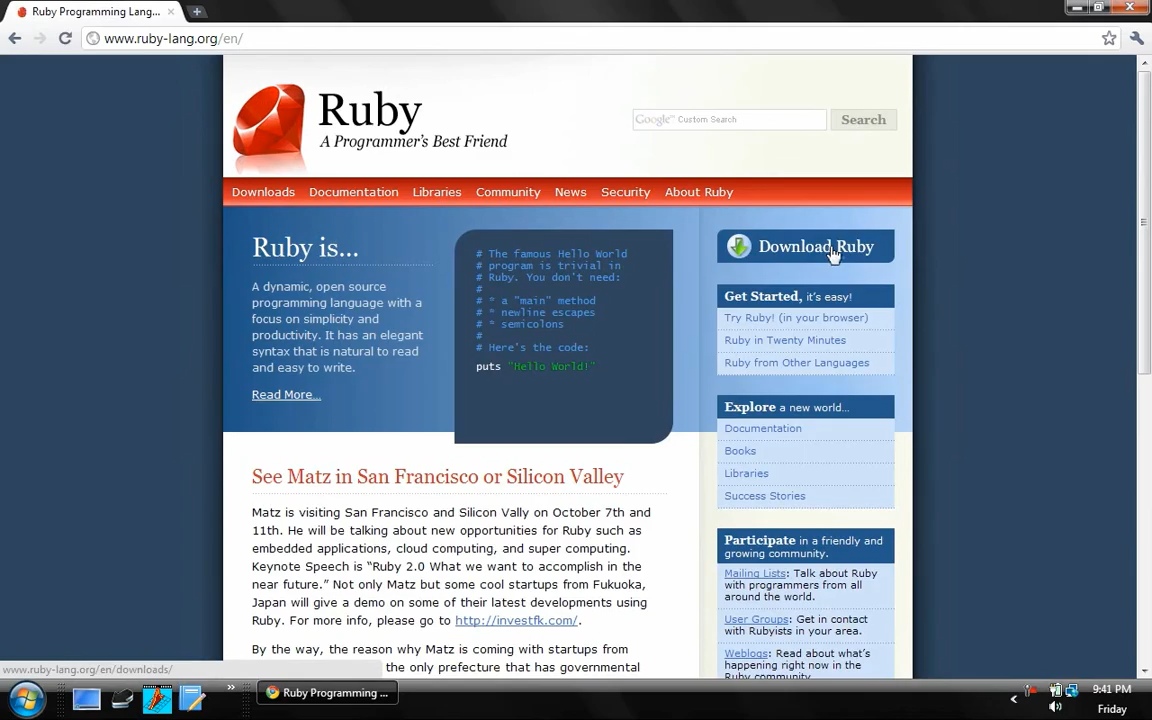 Ruby Programming Lang...
www.ruby-lang.org/en/
Ruby
A Programmer's Best Friend
Google™ Custom Search
Search
Downloads Documentation Libraries Community News Security About Ruby
Ruby is...
A dynamic, open source
programming language with a
focus on simplicity and
productivity. It has an elegant
syntax that is natural to read
and easy to write.
Read More...
# The famous Hello World
# program is trivial in
# Ruby. You don't need:
#
# * a "main" method
# * newline escapes
# * semicolons
#
# Here's the code:
puts "Hello World!"
Download Ruby
Get Started, it's easy!
Try Ruby! (in your browser)
Ruby in Twenty Minutes
Ruby from Other Languages
Explore a new world...
Documentation
Books
Libraries
Success Stories
See Matz in San Francisco or Silicon Valley
Matz is visiting San Francisco and Silicon Vally on October 7th and
11th. He will be talking about new opportunities for Ruby such as
embedded applications, cloud computing, and super computing.
Keynote Speech is "Ruby 2.0 What we want to accomplish in the
near future." Not only Matz but some cool startups from Fukuoka,
Japan will give a demo on some of their latest developments using
Ruby. For more info, please go to http://investfk.com/.
By the way, the reason why Matz is coming with startups from
the only prefecture that has governmental
Participate in a friendly and
growing community.
Mailing Lists: Talk about Ruby
with programmers from all
around the world.
User Groups: Get in contact
with Rubyists in your area.
Weblogs: Read about what's
happening right now in the
Ruby community.
www.ruby-lang.org/en/downloads/
Ruby Programming ...
9:41 PM
Friday